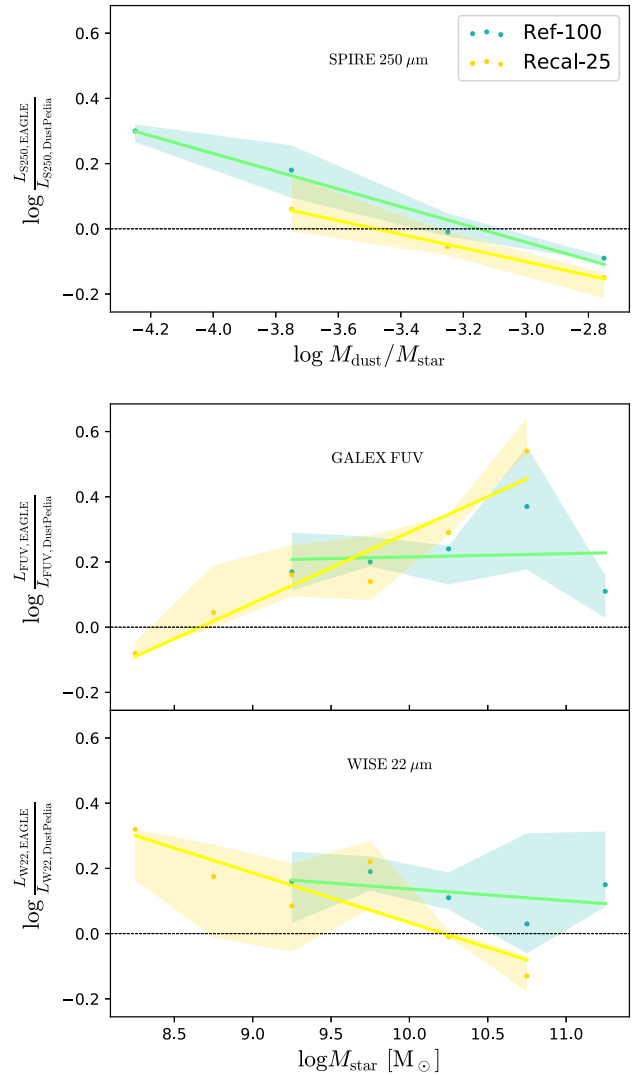 0.6
0.4
0.2
0.0
−0.2
log L_S250,EAGLE / L_S250,DustPedia
SPIRE 250 μm
Ref-100
Recal-25
−4.2 −4.0 −3.8 −3.6 −3.4 −3.2 −3.0 −2.8
log M_dust/M_star
0.6
0.4
0.2
0.0
−0.2
log L_FUV,EAGLE / L_FUV,DustPedia
GALEX FUV
0.6
0.4
0.2
0.0
−0.2
log L_W22,EAGLE / L_W22,DustPedia
WISE 22 μm
8.5 9.0 9.5 10.0 10.5 11.0
logM_star [M_⊙]